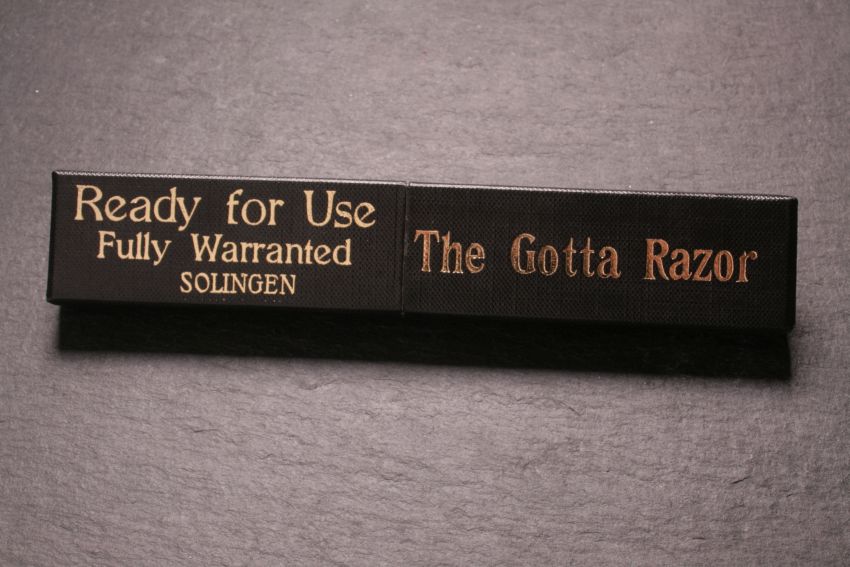 Ready for Use
Fully Warranted
SOLINGEN
The Gotta Razor